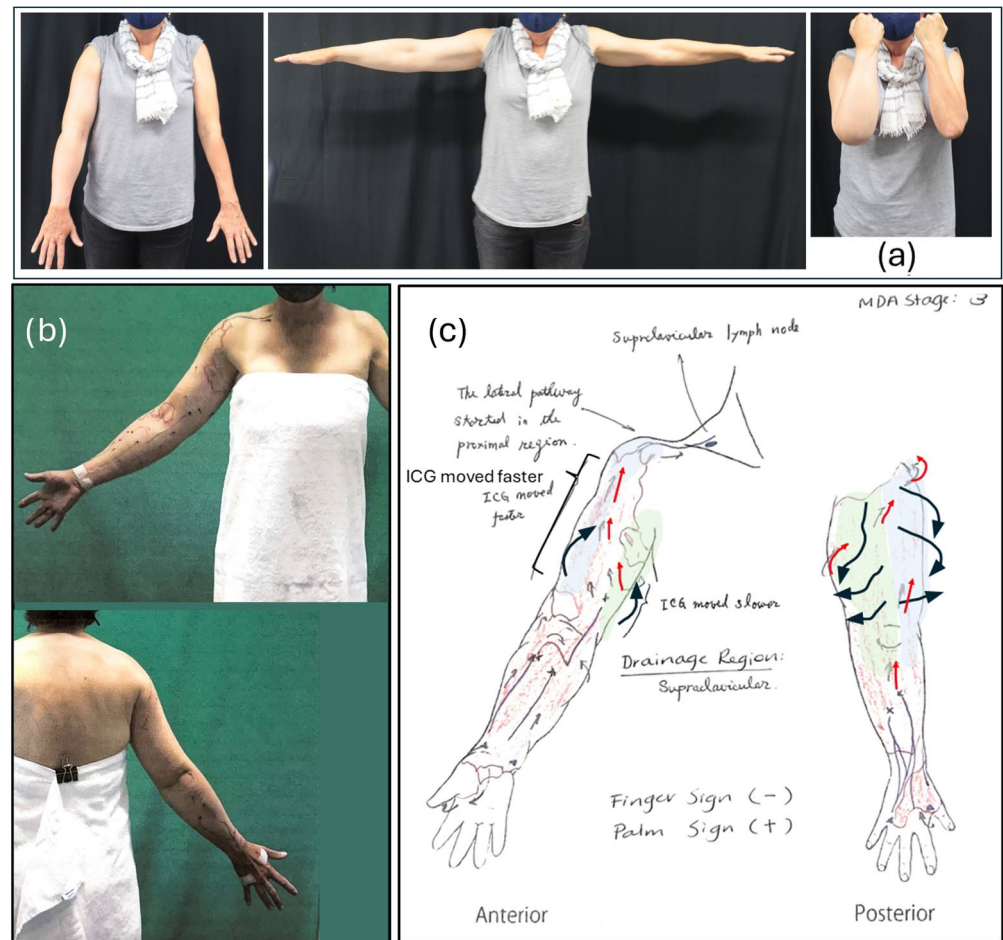 (a)
(b)
(c)
MDA Stage: 3
Supraclavicular lymph node
The lateral pathway
started in the
proximal region.
ICG moved faster
ICG moved
faster
ICG moved slower
Drainage Region:
Supraclavicular.
Finger Sign (-)
Palm Sign (+)
Anterior
Posterior